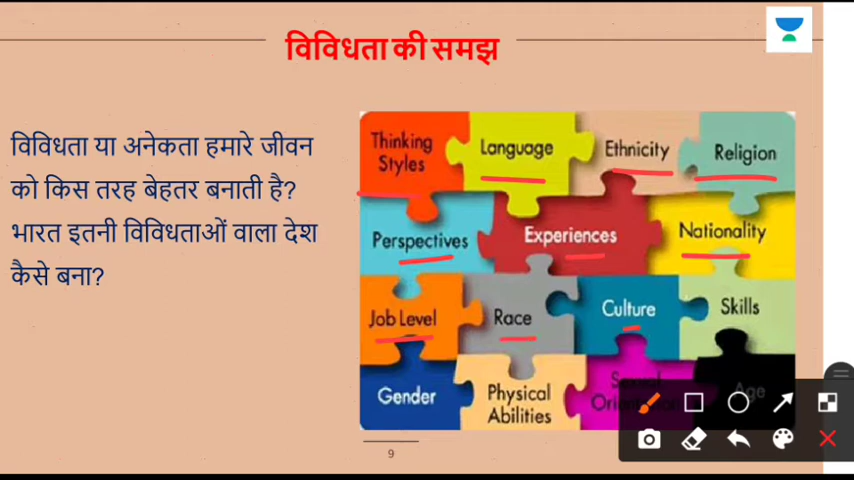 विविधता की समझ
विविधता या अनेकता हमारे जीवन
को किस तरह बेहतर बनाती है?
भारत इतनी विविधताओं वाला देश
कैसे बना?
Thinking
Styles
Language
Ethnicity
Religion
Perspectives
Experiences
Nationality
Job Level
Race
Culture
Skills
Gender
Physical
Abilities
Age
9